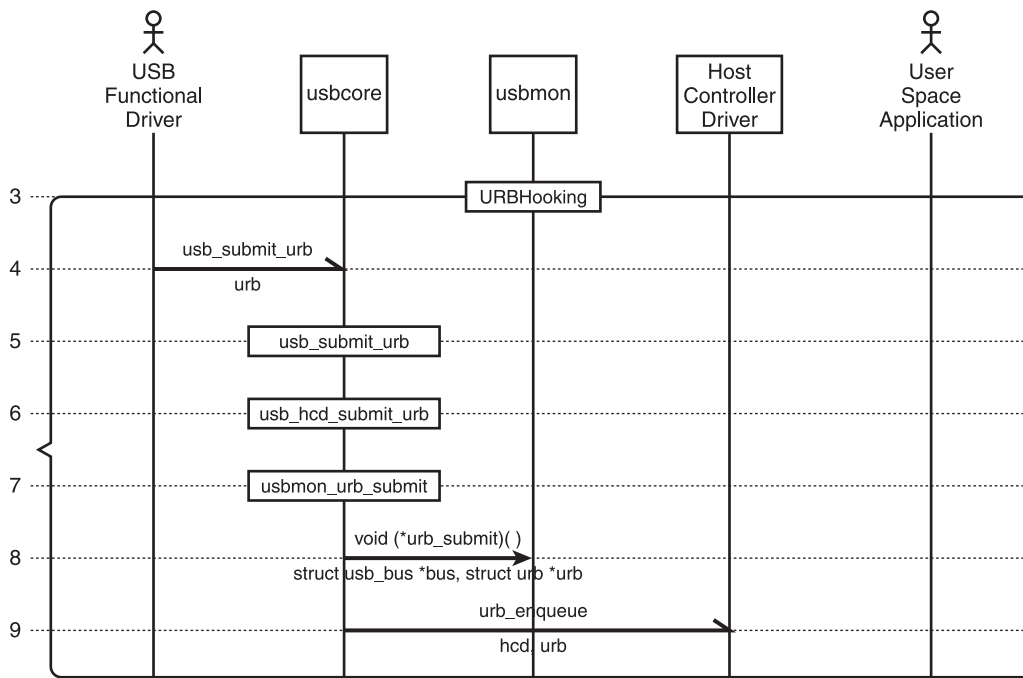 USB
Functional
Driver
usbcore
usbmon
Host
Controller
Driver
User
Space
Application
3
URBHooking
usb_submit_urb
4
urb
5
usb_submit_urb
6
usb_hcd_submit_urb
7
usbmon_urb_submit
void (*urb_submit)( )
8
struct usb_bus *bus, struct urb *urb
urb_enqueue
9
hcd, urb